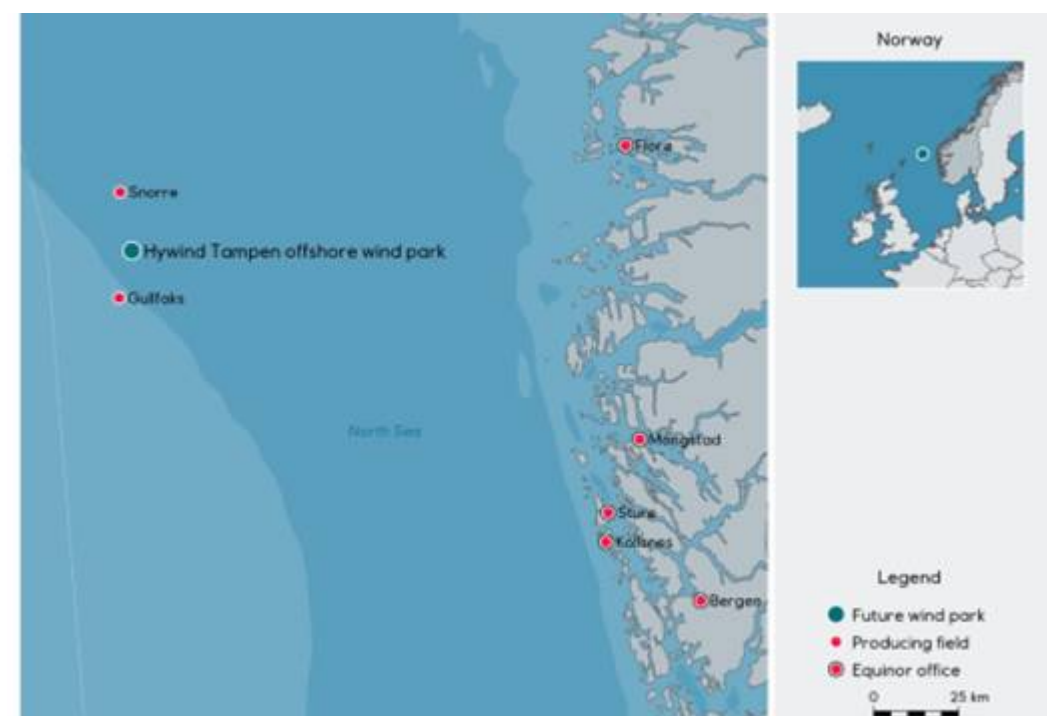 Norway
Flora
Snorre
Hywind Tampen offshore wind park
Gullfaks
North Sea
Mongstad
Sture
Kollsnes
Bergen
Legend
Future wind park
Producing field
Equinor office
0 25 km